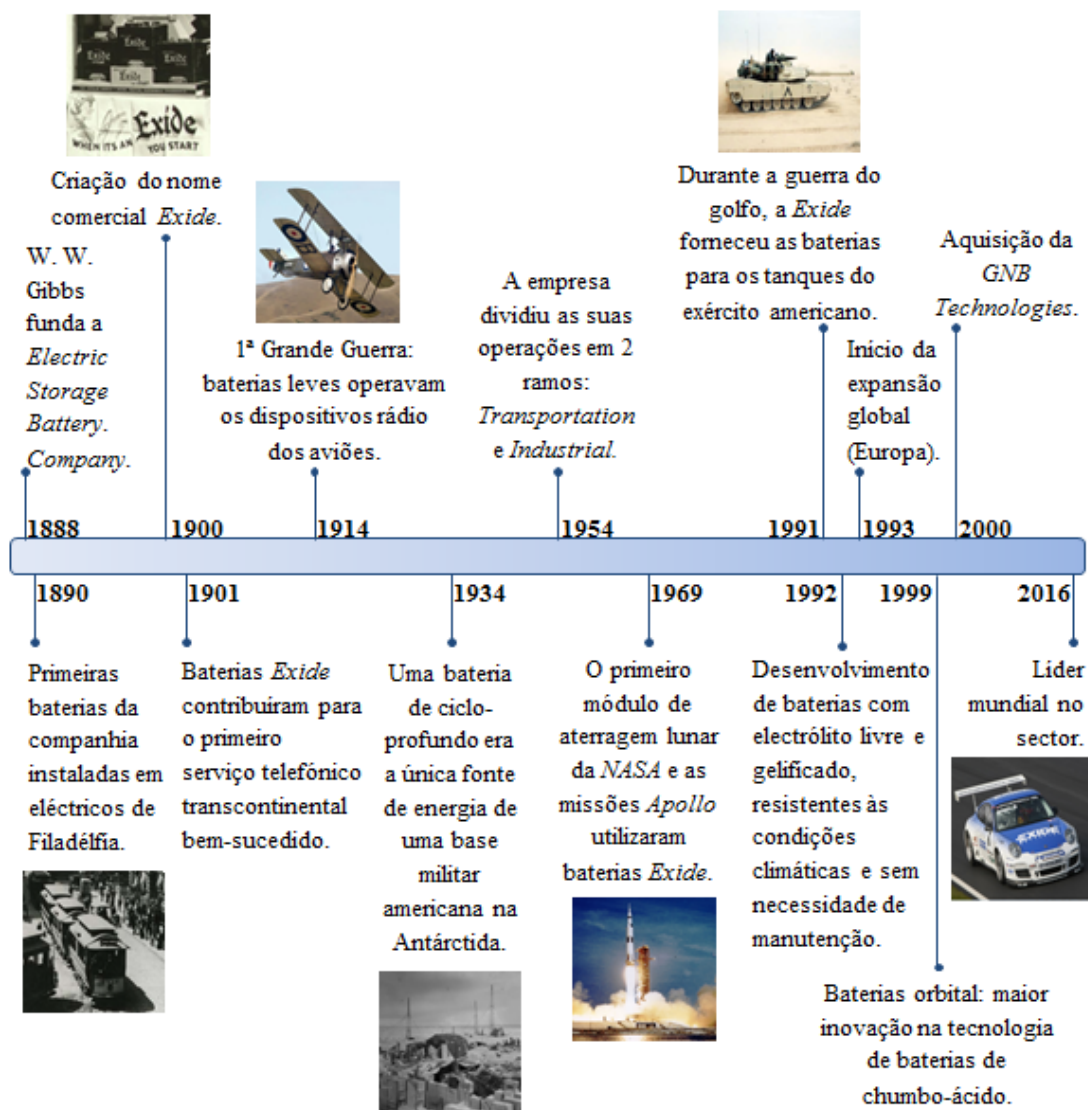 Exide
Exide
Exide
Exide
WHEN IT'S AN
YOU START
Criação do nome
comercial Exide.
W. W.
Gibbs
funda a
Electric
Storage
Battery.
Company.
1ª Grande Guerra:
baterias leves operavam
os dispositivos rádio
dos aviões.
A empresa
dividiu as suas
operações em 2
ramos:
Transportation
e Industrial.
Durante a guerra do
golfo, a Exide
forneceu as baterias
para os tanques do
exército americano.
Início da
expansão
global
(Europa).
Aquisição da
GNB
Technologies.
1888
1900
1914
1954
1991
1993
2000
1890
1901
1934
1969
1992
1999
2016
Primeiras
baterias da
companhia
instaladas em
eléctricos de
Filadélfía.
Baterias Exide
contribuíram para
o primeiro
serviço telefónico
transcontinental
bem-sucedido.
Uma bateria
de ciclo-
profundo era
a única fonte
de energia de
uma base
militar
americana na
Antárctida.
O primeiro
módulo de
aterragem lunar
da NASA e as
missões Apollo
utilizaram
baterias Exide.
Desenvolvimento
de baterias com
electrólito livre e
gelificado,
resistentes às
condições
climáticas e sem
necessidade de
manutenção.
Baterias orbital: maior
inovação na tecnologia
de baterias de
chumbo-ácido.
Líder
mundial no
sector.
EXIDE